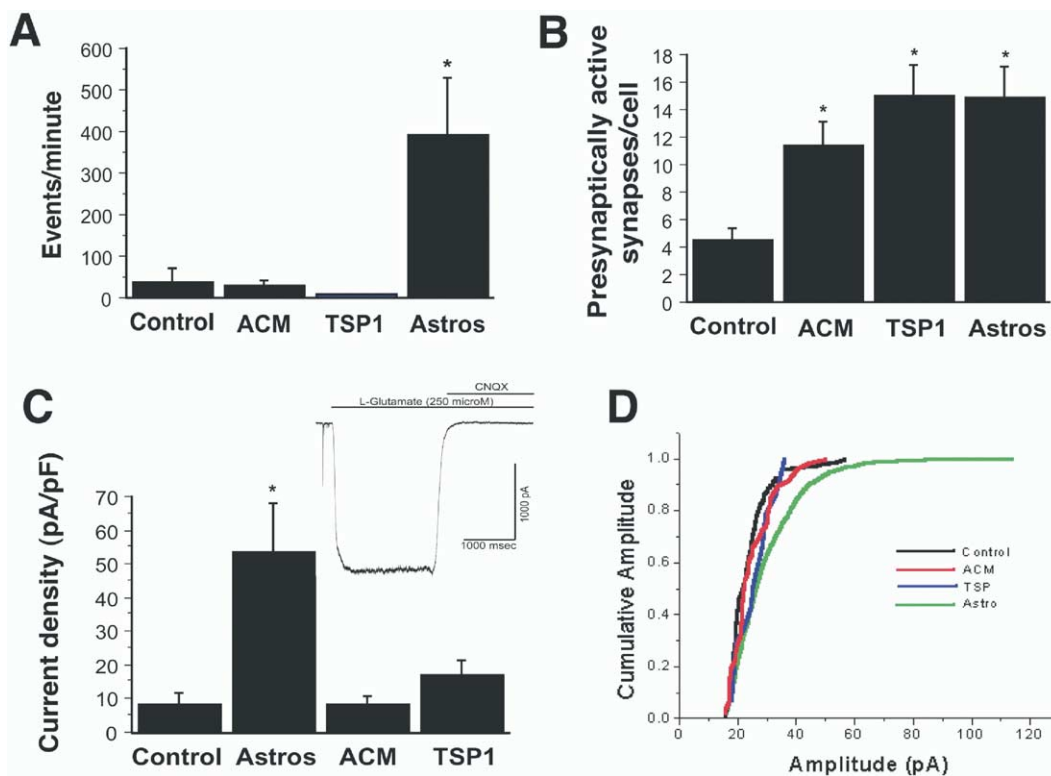 A
Events/minute
600
500
400
300
200
100
0
*
Control ACM TSP1 Astros
B
Presynaptically active
synapses/cell
18
16
14
12
10
8
6
4
2
0
* * *
Control ACM TSP1 Astros
C
Current density (pA/pF)
70
60
50
40
30
20
10
0
*
Control Astros ACM TSP1
CNQX
L-Glutamate (250 microM)
1000 pA
1000 msec
D
Cumulative Amplitude
1.0
0.8
0.6
0.4
0.2
0.0
0 20 40 60 80 100 120
Amplitude (pA)
Control
ACM
TSP
Astro